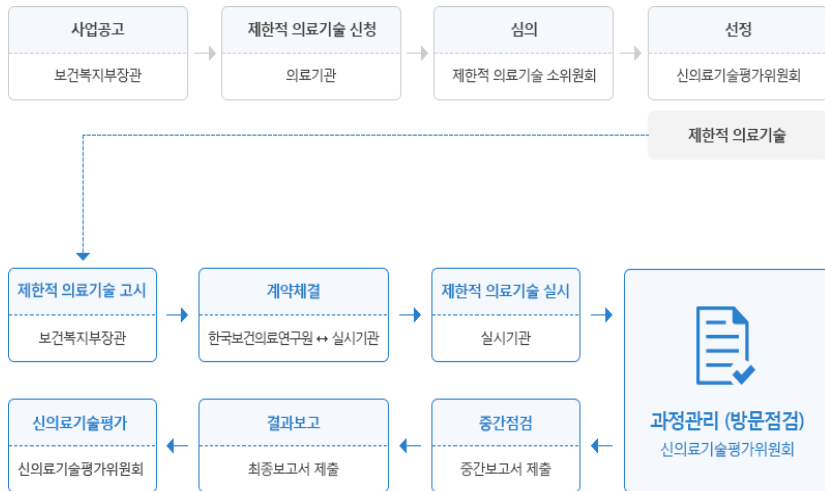 사업공고
보건복지부장관
제한적 의료기술 신청
의료기관
심의
제한적 의료기술 소위원회
선정
신의료기술평가위원회
제한적 의료기술
제한적 의료기술 고시
보건복지부장관
계약체결
한국보건의료연구원 ↔ 실시기관
제한적 의료기술 실시
실시기관
과정관리 (방문점검)
신의료기술평가위원회
중간점검
중간보고서 제출
결과보고
최종보고서 제출
신의료기술평가
신의료기술평가위원회